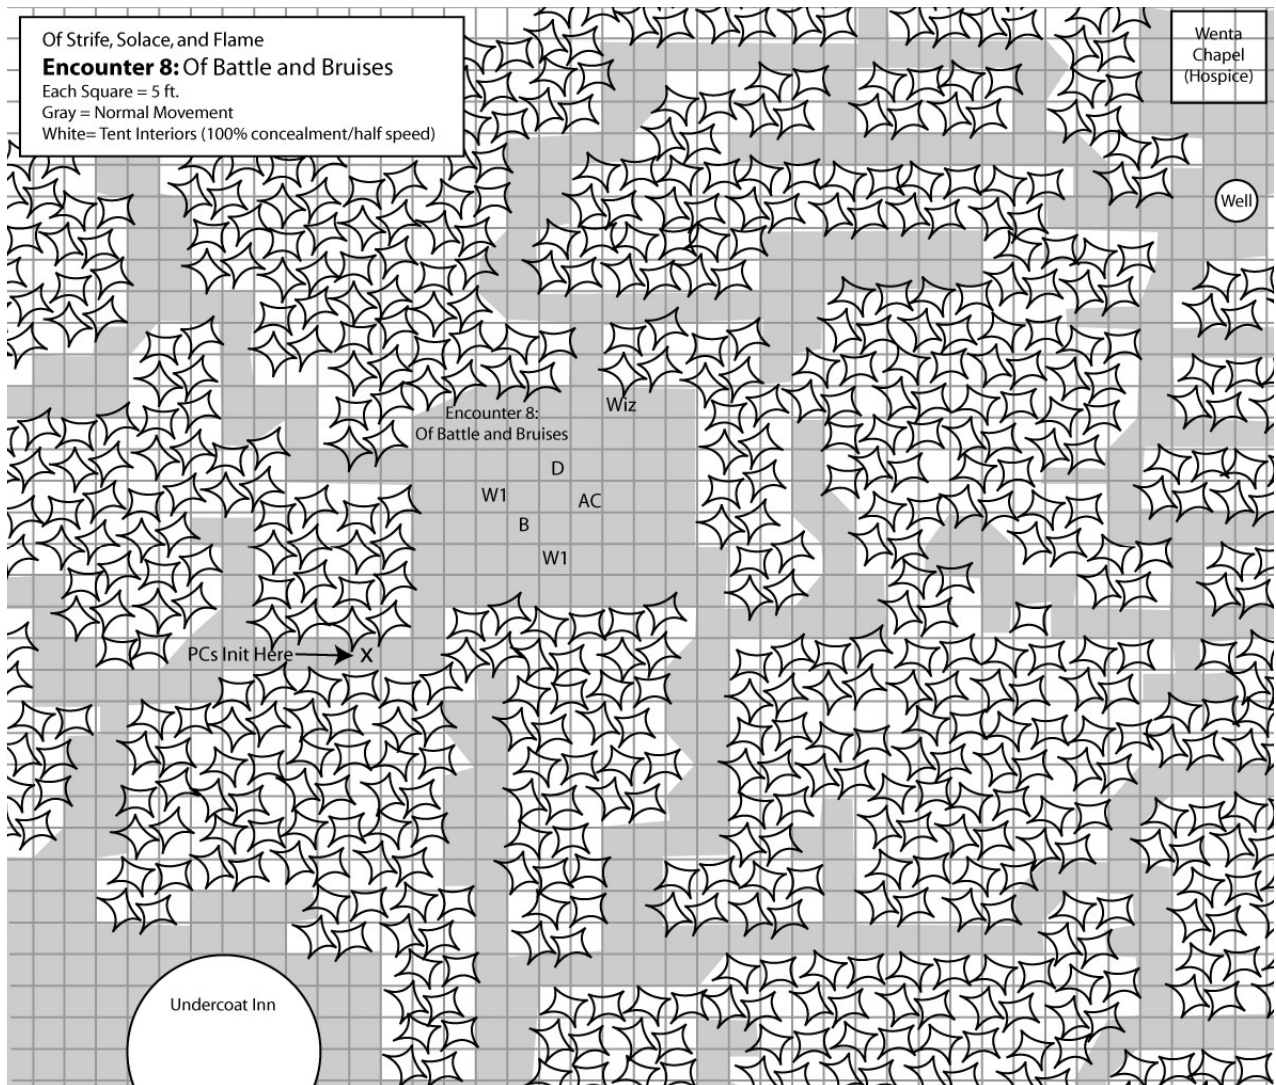 Of Strife, Solace, and Flame
Encounter 8: Of Battle and Bruises
Each Square = 5 ft.
Gray = Normal Movement
White= Tent Interiors (100% concealment/half speed)
Wenta
Chapel
(Hospice)
Well
Wiz
Encounter 8:
Of Battle and Bruises
D
W1
AC
B
W1
PCs Init Here
X
Undercoat Inn